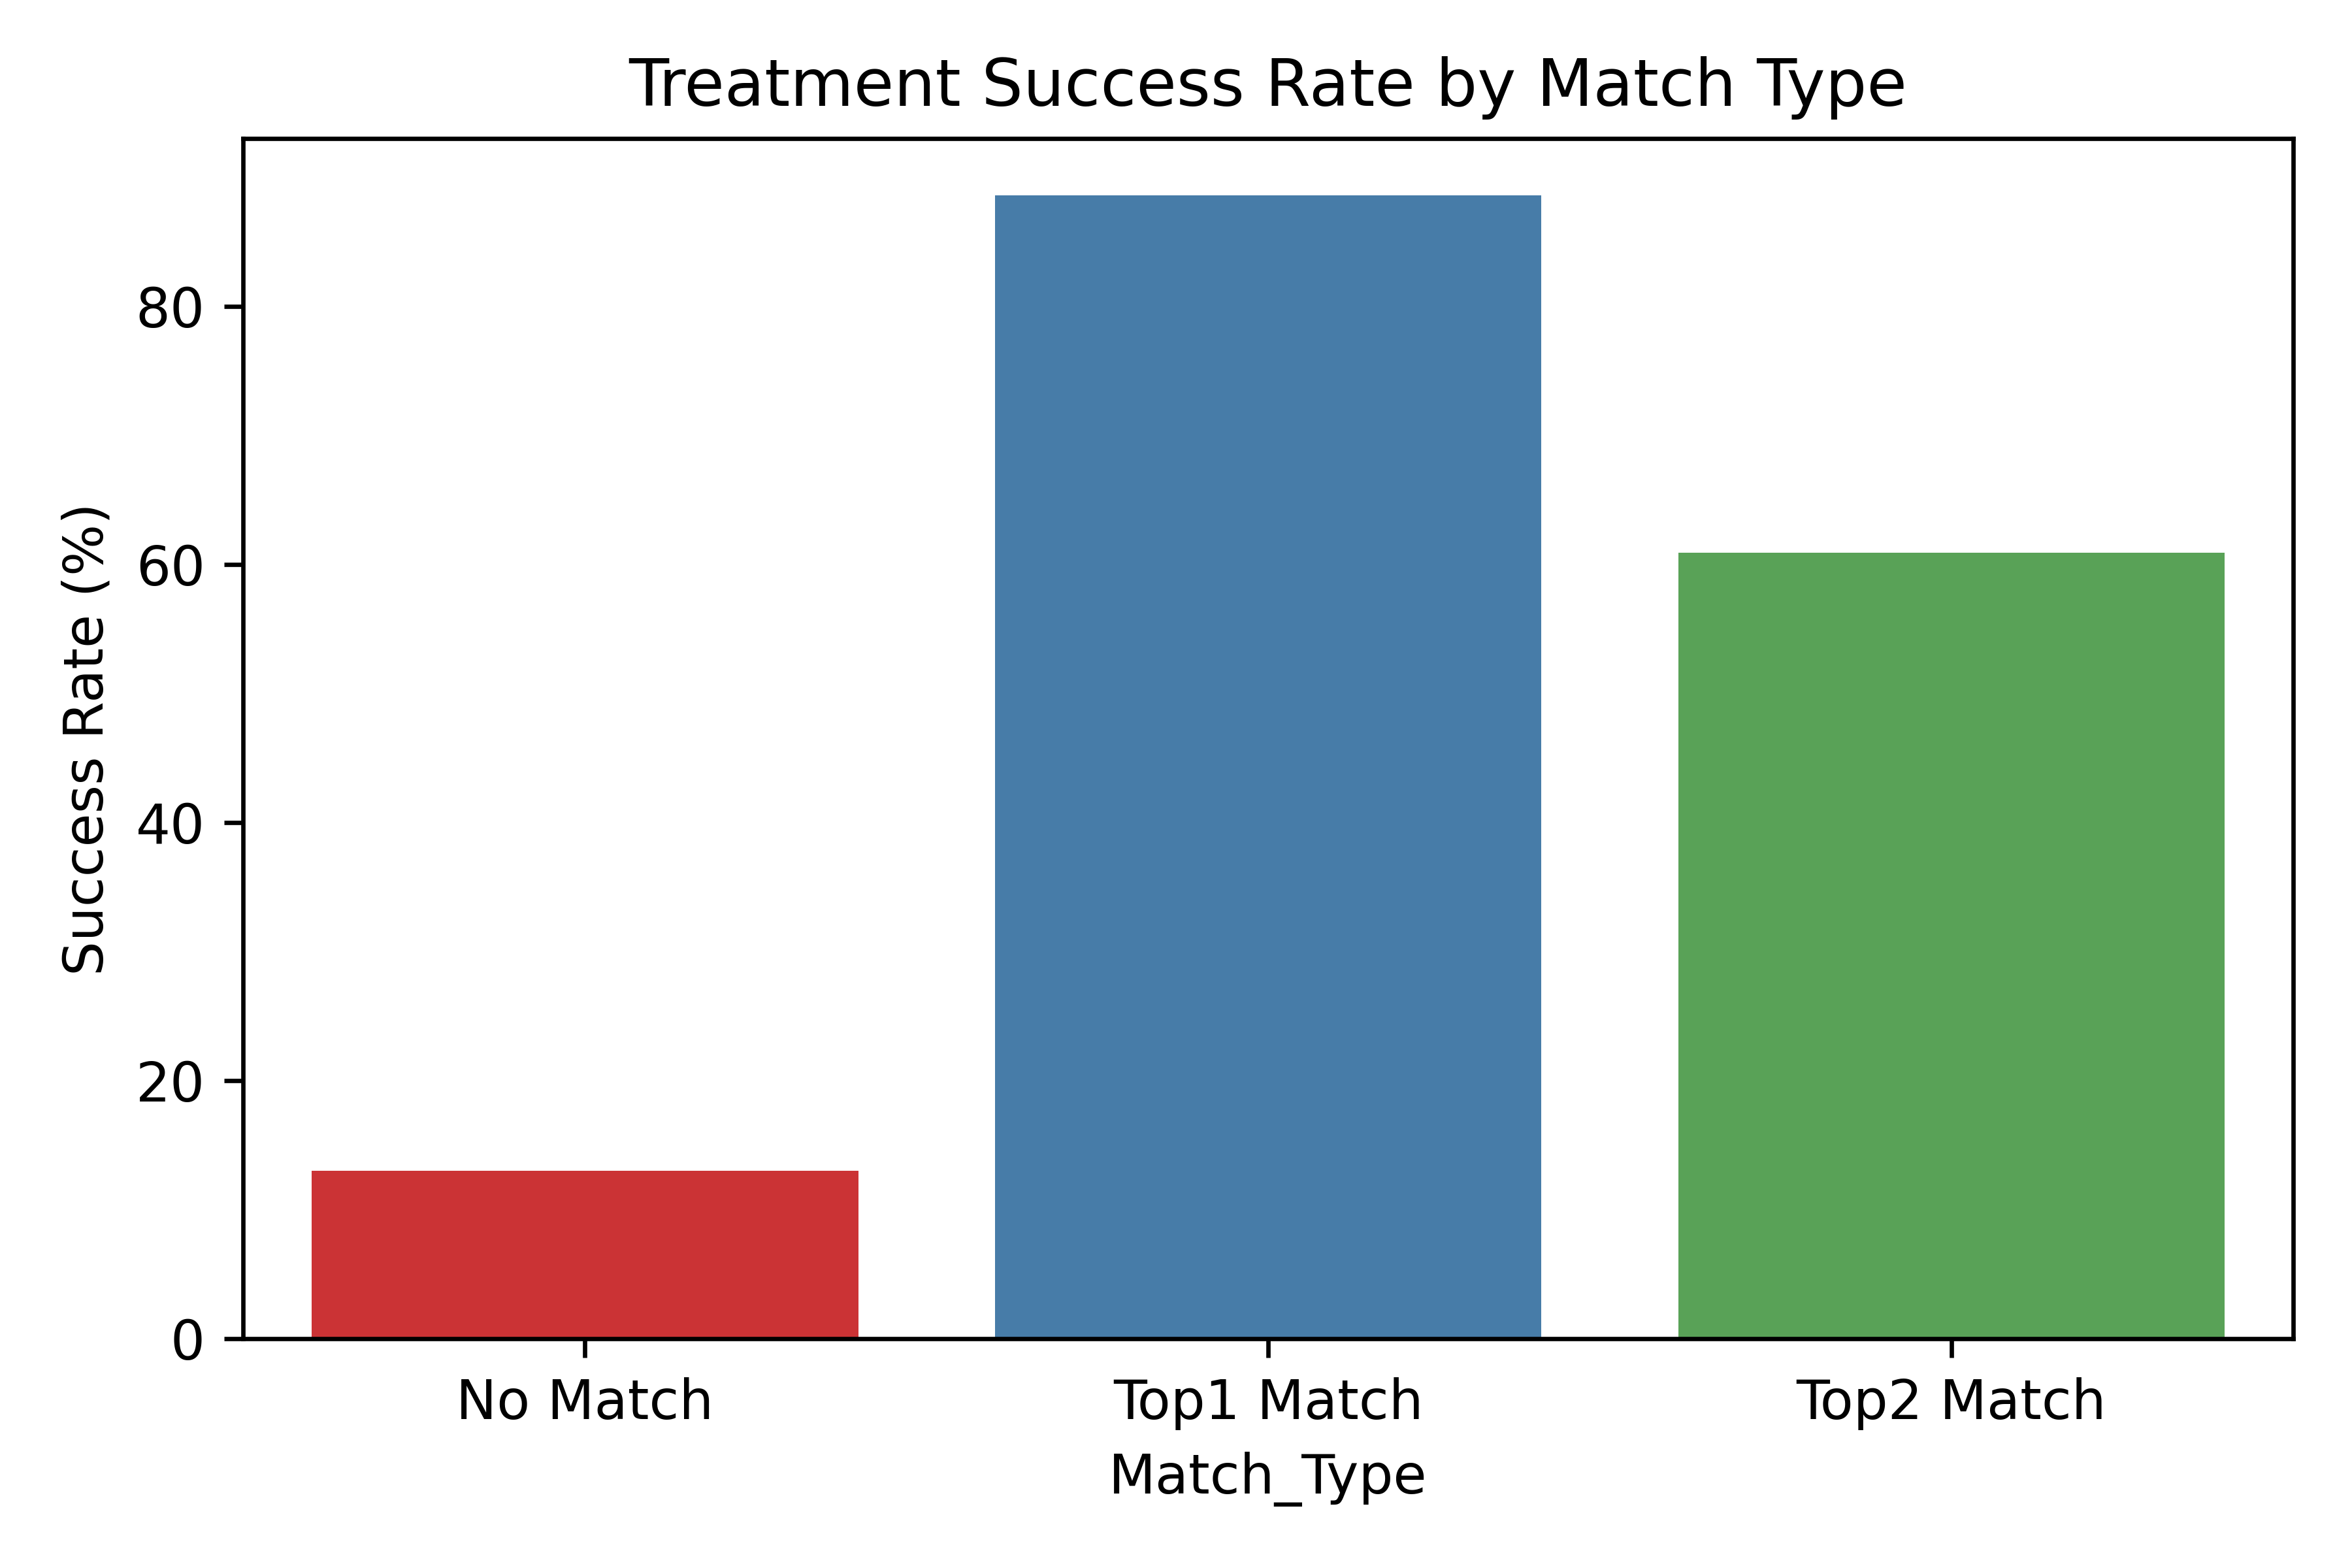 Treatment Success Rate by Match Type
Success Rate (%)
80
60
40
20
0
No Match
Top1 Match
Top2 Match
Match_Type